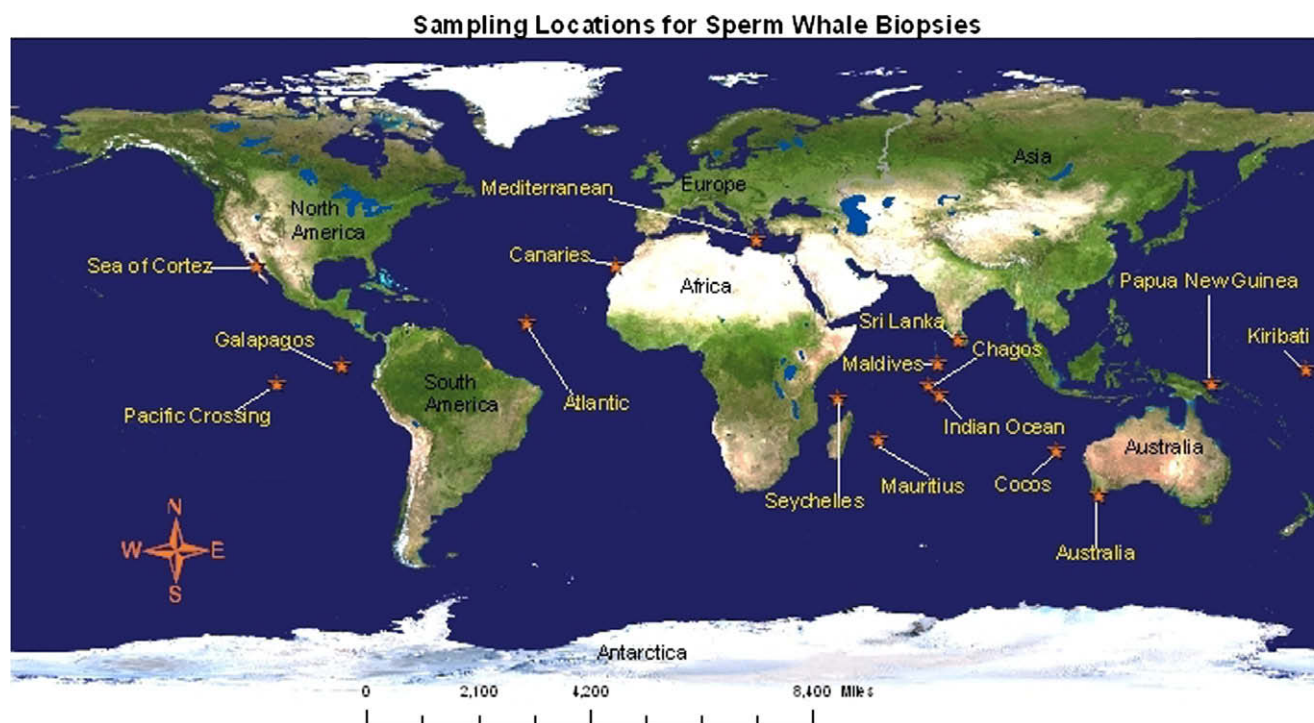 Sampling Locations for Sperm Whale Biopsies
Asia
Mediterranean
Europe
North
America
Sea of Cortez
Canaries
Africa
Papua New Guinea
Sri Lanka
Kiribati
Galapagos
Chagos
Maldives
South
America
Pacific Crossing
Atlantic
Indian Ocean
Australia
Mauritius
Cocos
Seychelles
N
W
E
S
Australia
Antarctica
0 2,100 4,200 8,400 Miles